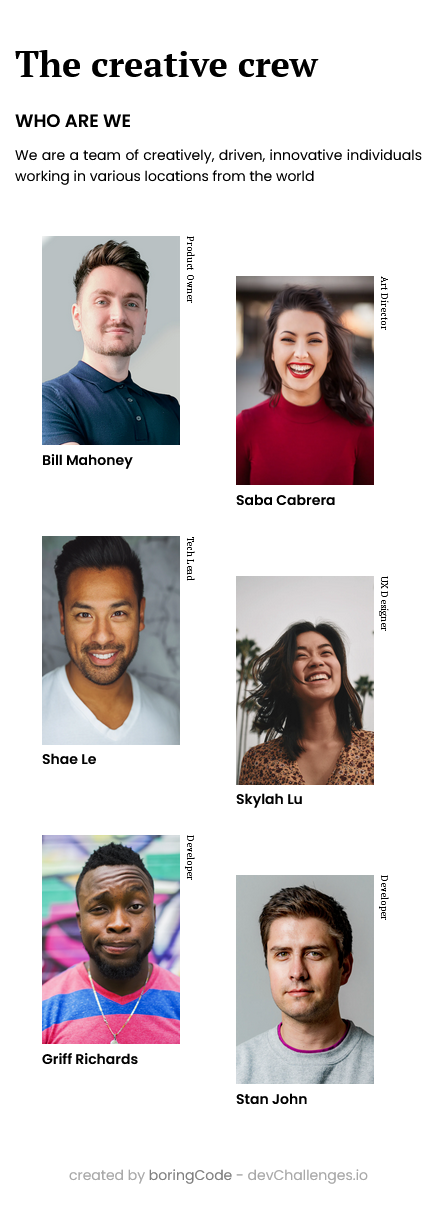 The creative crew
WHO ARE WE
We are a team of creatively, driven, innovative individuals
working in various locations from the world
Product Owner
Bill Mahoney
Art Director
Saba Cabrera
Tech Lead
Shae Le
UX Designer
Skylah Lu
Developer
Griff Richards
Developer
Stan John
created by boringCode - devChallenges.io